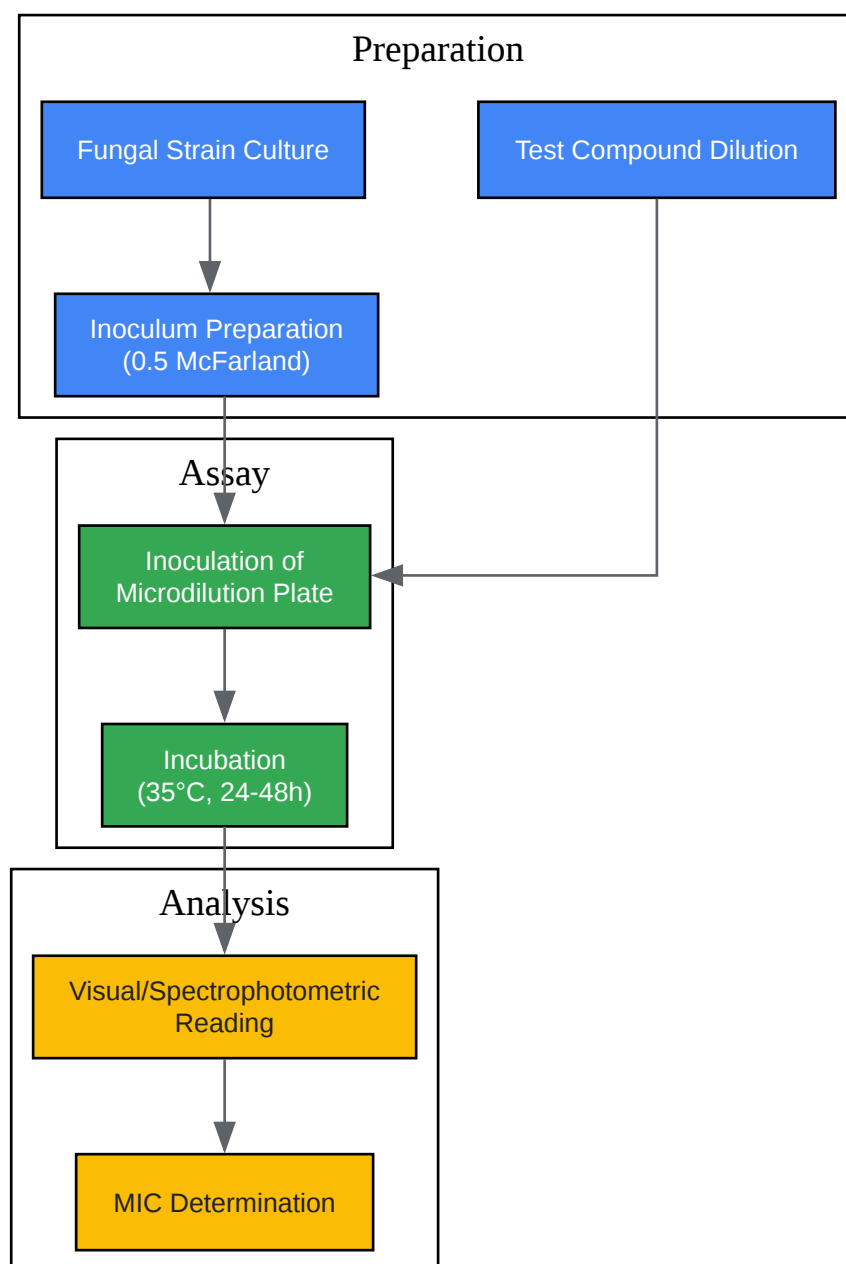 Preparation
Fungal Strain Culture
Test Compound Dilution
Inoculum Preparation
(0.5 McFarland)
Assay
Inoculation of
Microdilution Plate
Incubation
(35°C, 24-48h)
Analysis
Visual/Spectrophotometric
Reading
MIC Determination